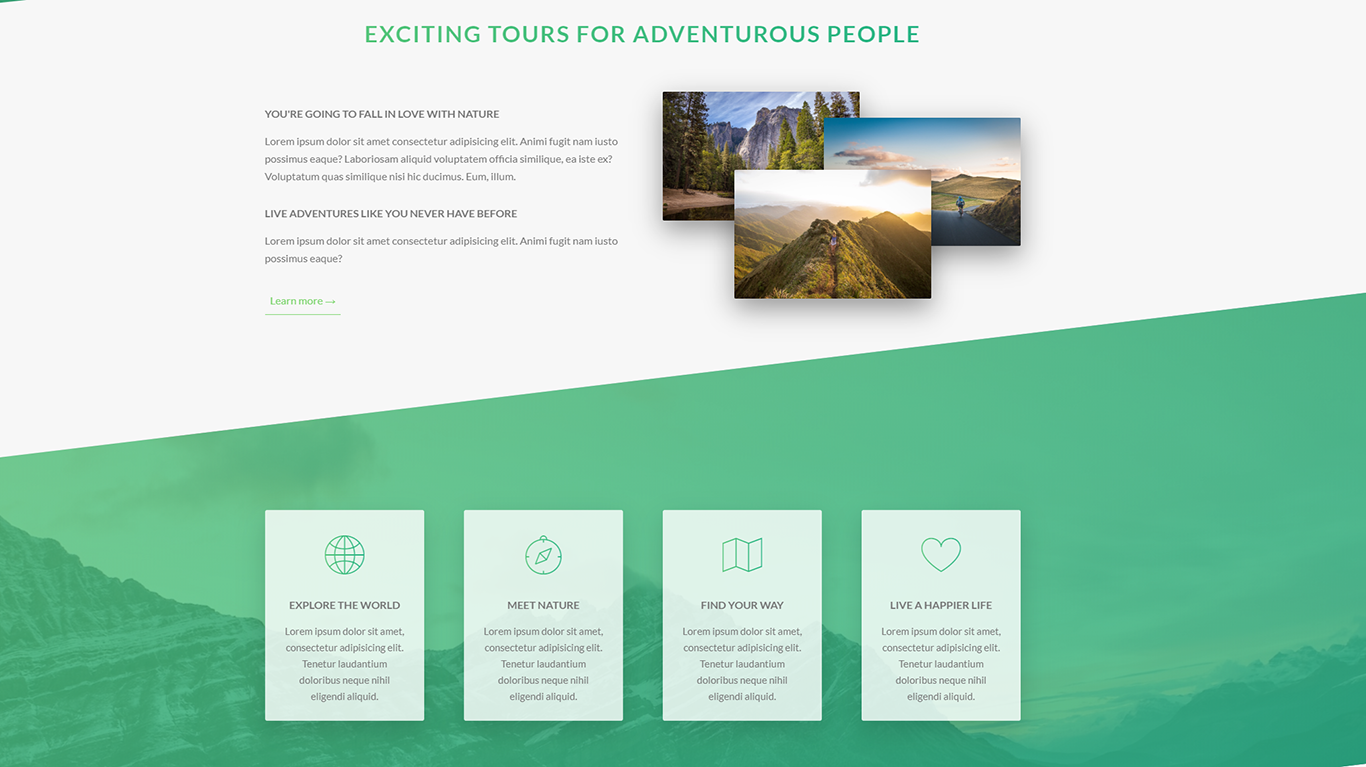 EXCITING TOURS FOR ADVENTUROUS PEOPLE
YOU'RE GOING TO FALL IN LOVE WITH NATURE
Lorem ipsum dolor sit amet consectetur adipisicing elit. Animi fugit nam iusto
possimus eaque? Laboriosam aliquid voluptatem officia similique, ea iste ex?
Voluptatum quas similique nisi hic ducimus. Eum, illum.
LIVE ADVENTURES LIKE YOU NEVER HAVE BEFORE
Lorem ipsum dolor sit amet consectetur adipisicing elit. Animi fugit nam iusto
possimus eaque?
Learn more →
EXPLORE THE WORLD
Lorem ipsum dolor sit amet,
consectetur adipisicing elit.
Tenetur laudantium
doloribus neque nihil
eligendi aliquid.
MEET NATURE
Lorem ipsum dolor sit amet,
consectetur adipisicing elit.
Tenetur laudantium
doloribus neque nihil
eligendi aliquid.
FIND YOUR WAY
Lorem ipsum dolor sit amet,
consectetur adipisicing elit.
Tenetur laudantium
doloribus neque nihil
eligendi aliquid.
LIVE A HAPPIER LIFE
Lorem ipsum dolor sit amet,
consectetur adipisicing elit.
Tenetur laudantium
doloribus neque nihil
eligendi aliquid.